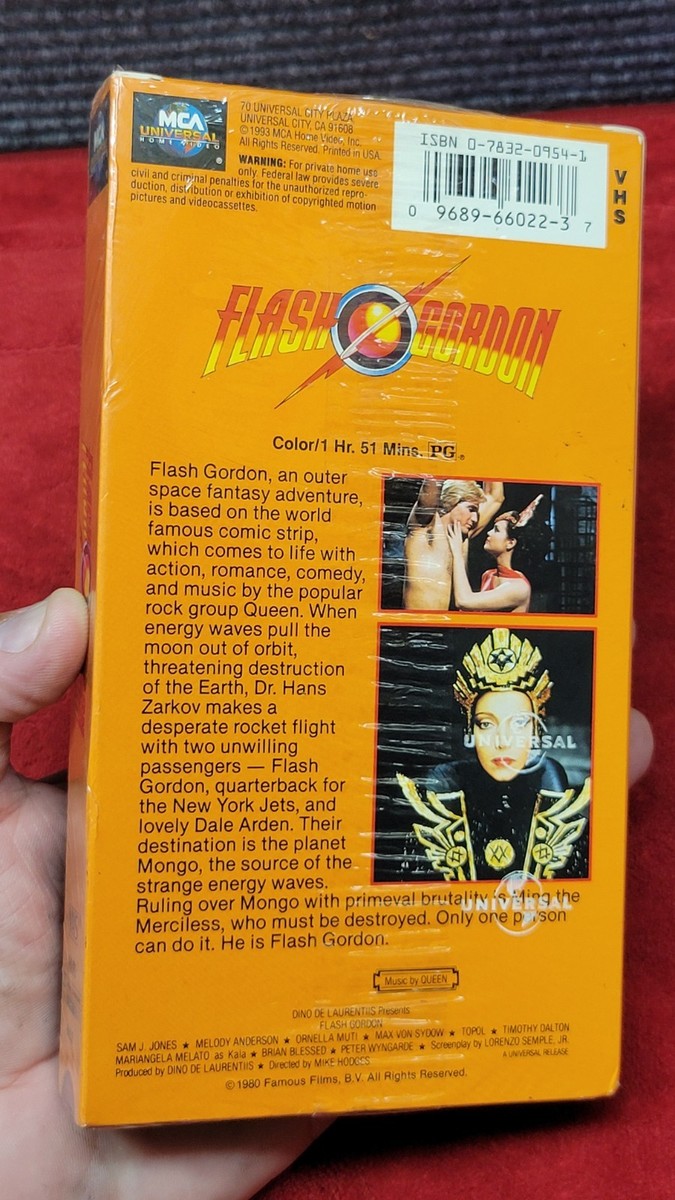 MCA
UNIVERSAL
HOME VIDEO
®
70 UNIVERSAL CITY PLAZA
UNIVERSAL CITY, CA 91608
©1993 MCA Home Video, Inc.
All Rights Reserved. Printed in USA.
WARNING: For private home use
only. Federal law provides severe
civil and criminal penalties for the unauthorized repro-
duction, distribution or exhibition of copyrighted motion
pictures and videocassettes.
ISBN 0-7832-0954-1
0 9689-66022-3 7
VHS
FLASH GORDON
Color/1 Hr. 51 Mins. PG®
Flash Gordon, an outer
space fantasy adventure,
is based on the world
famous comic strip,
which comes to life with
action, romance, comedy,
and music by the popular
rock group Queen. When
energy waves pull the
moon out of orbit,
threatening destruction
of the Earth, Dr. Hans
Zarkov makes a
desperate rocket flight
with two unwilling
passengers — Flash
Gordon, quarterback for
the New York Jets, and
lovely Dale Arden. Their
destination is the planet
Mongo, the source of the
strange energy waves.
Ruling over Mongo with primeval brutality is Ming the
Merciless, who must be destroyed. Only one person
can do it. He is Flash Gordon.
UNIVERSAL
UNIVERSAL
Music by QUEEN
DINO DE LAURENTIIS Presents
FLASH GORDON
SAM J. JONES ★ MELODY ANDERSON ★ ORNELLA MUTI ★ MAX VON SYDOW ★ TOPOL ★ TIMOTHY DALTON
MARIANGELA MELATO as Kala ★ BRIAN BLESSED ★ PETER WYNGARDE ★ Screenplay by LORENZO SEMPLE, JR.
Produced by DINO DE LAURENTIIS ★ Directed by MIKE HODGES
A UNIVERSAL RELEASE
©1980 Famous Films, B.V. All Rights Reserved.